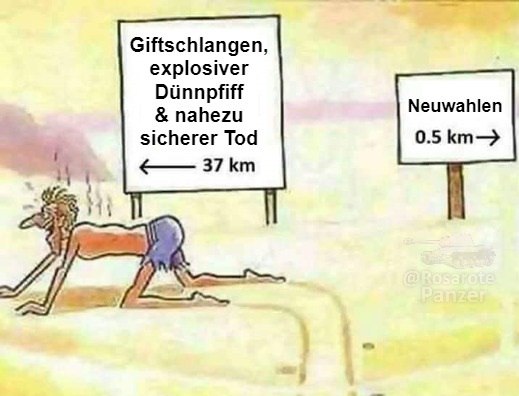 Giftschlangen,
explosiver
Dünnpfiff
& nahezu
sicherer Tod
← 37 km
Neuwahlen
0.5 km→
@Rosarote
Panzer